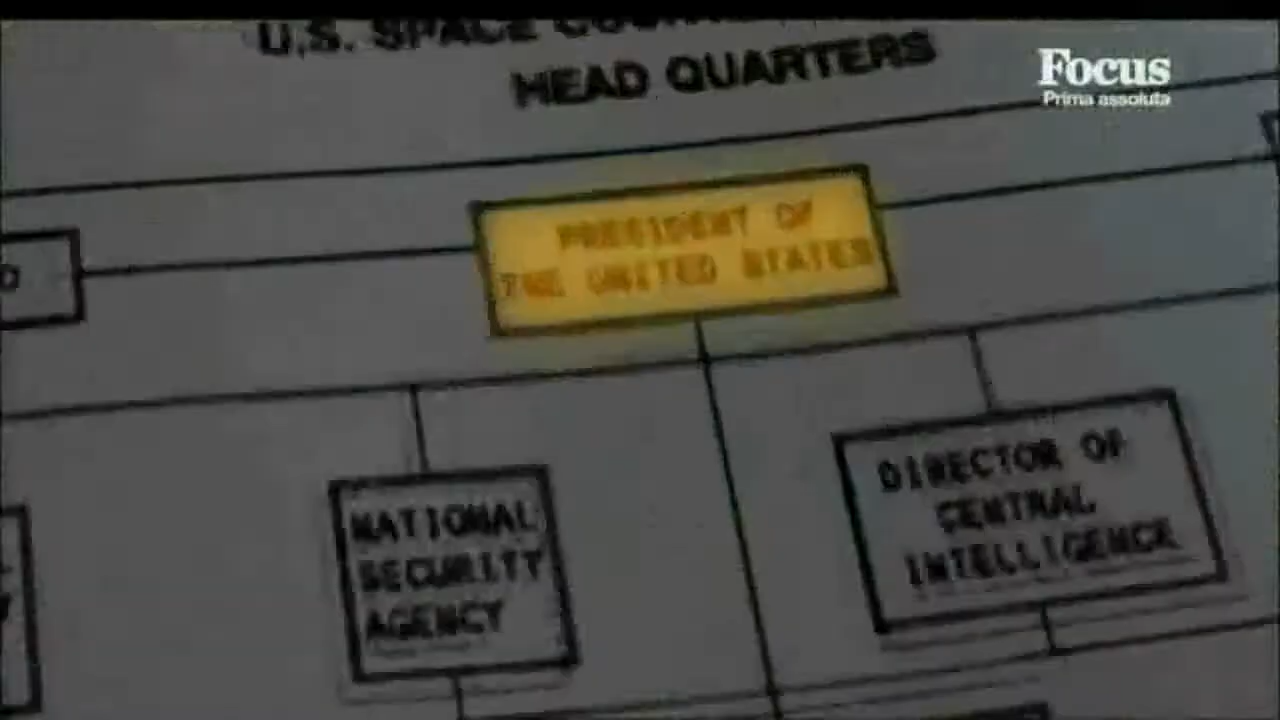 U.S. SPACE
HEAD QUARTERS
Focus
Prima assoluta
PRESIDENT OF
THE UNITED STATES
NATIONAL
SECURITY
AGENCY
DIRECTOR OF
CENTRAL
INTELLIGENCE